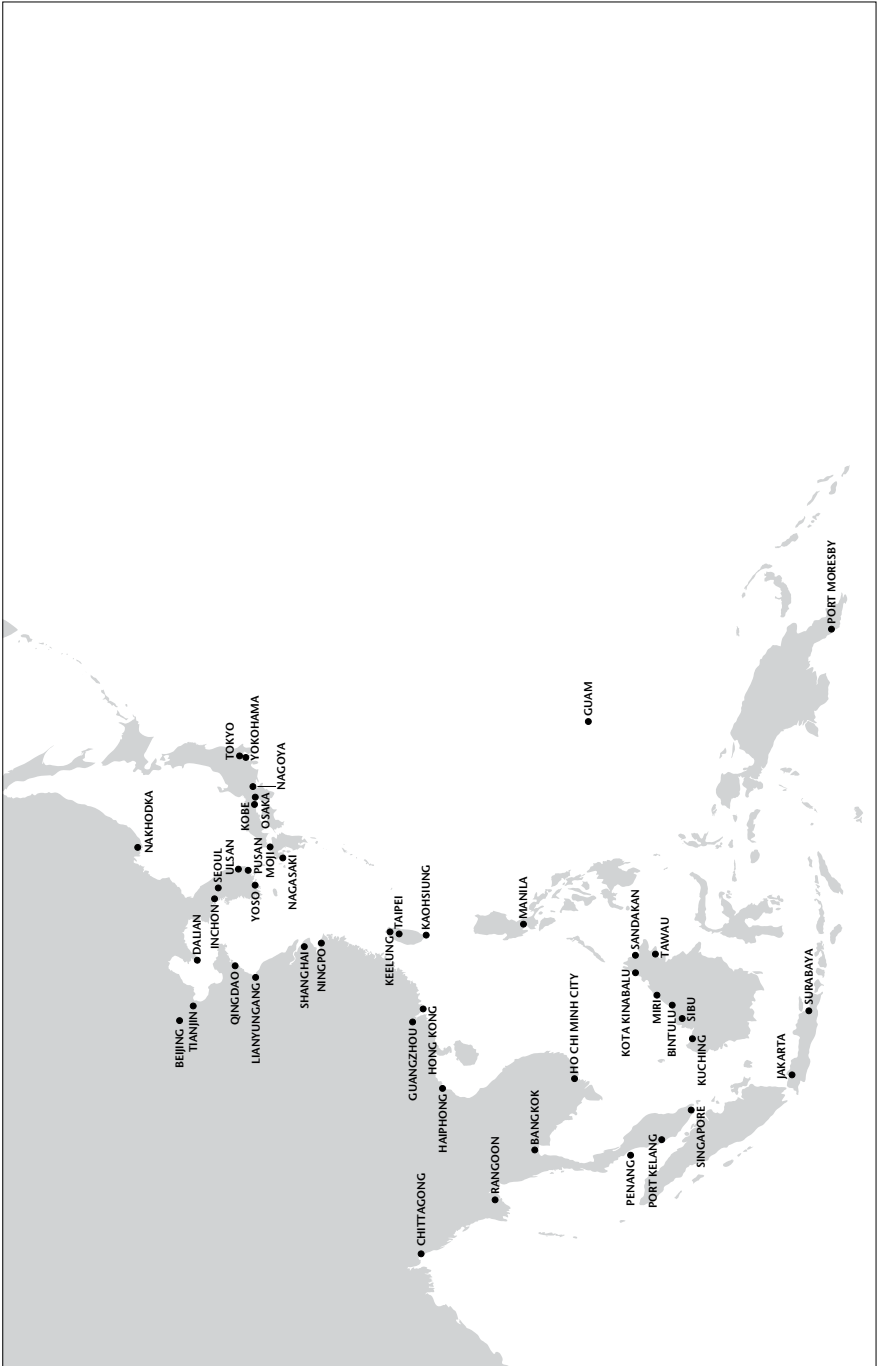 NAKHODKA
BEIJING
TIANJIN
DALIAN
INCHON
SEOUL
ULSAN
PUSAN
YOSO
MOJI
NAGASAKI
KOBE
OSAKA
NAGOYA
TOKYO
YOKOHAMA
QINGDAO
LIANYUNGANG
SHANGHAI
NINGPO
KEELUNG
TAIPEI
KAOHSIUNG
GUANGZHOU
HONG KONG
HAIPHONG
CHITTAGONG
RANGOON
BANGKOK
HO CHI MINH CITY
MANILA
GUAM
PENANG
PORT KELANG
SINGAPORE
KOTA KINABALU
SANDAKAN
TAWAU
MIRI
BINTULU
SIBU
KUCHING
JAKARTA
SURABAYA
PORT MORESBY